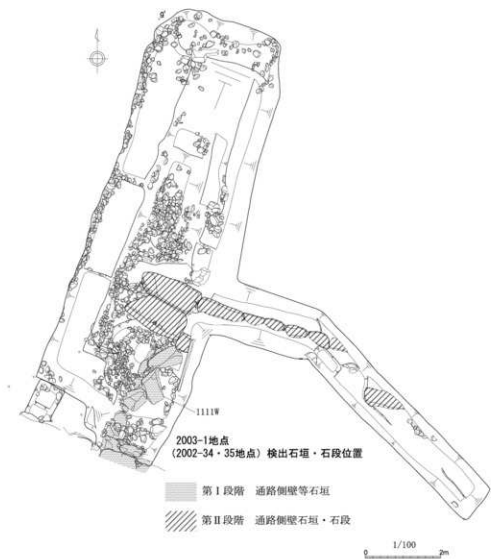 1111W
2003-1地点
(2002-34・35地点) 検出石垣・石段位置
第Ⅰ段階 通路側壁等石垣
第Ⅱ段階 通路側壁石垣・石段
1/100
0 2m